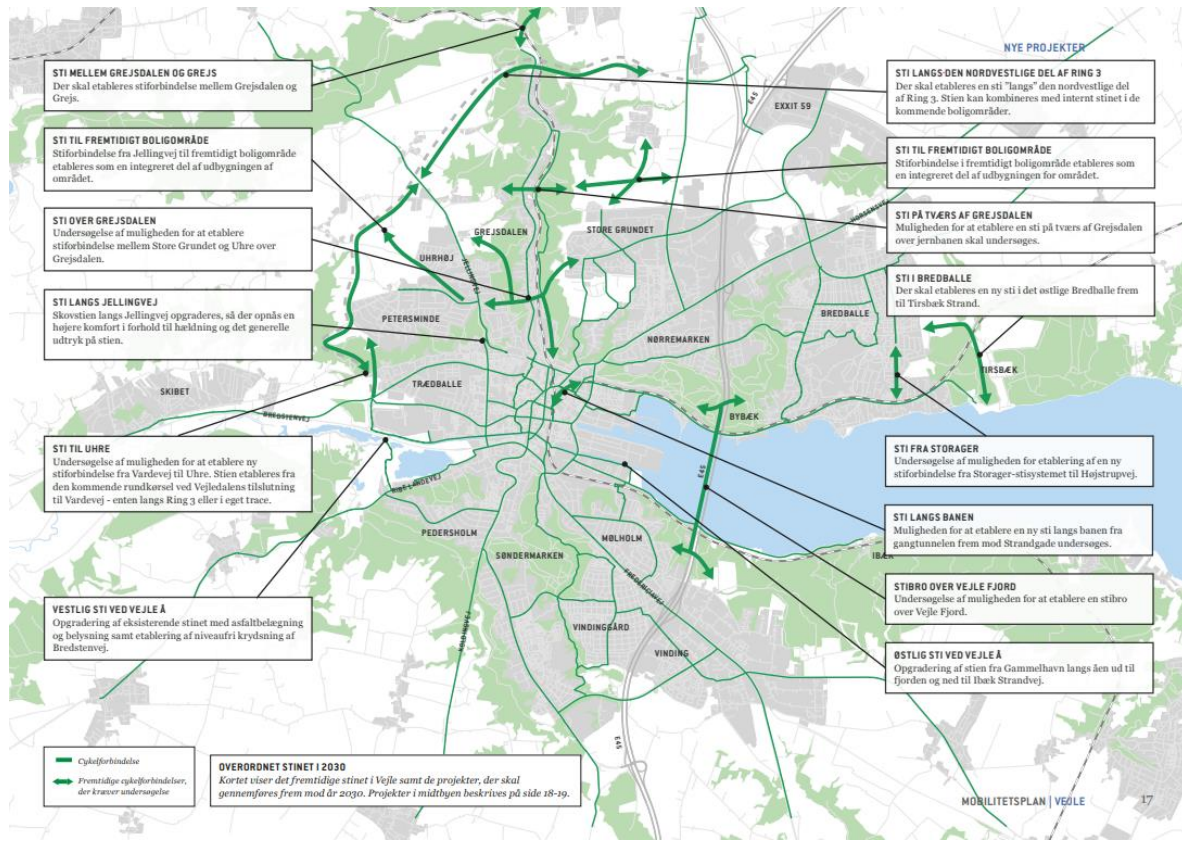 NYE PROJEKTER
STI MELLEM GREJSDALEN OG GREJS
Der skal etableres stiforbindelse mellem Grejsdalen og
Grejs.
STI TIL FREMTIDIGT BOLIGOMRÅDE
Stiforbindelse fra Jellingvej til fremtidigt boligområde
etableres som en integreret del af udbygningen af
området.
STI OVER GREJSDALEN
Undersøgelse af muligheden for at etablere
stiforbindelse mellem Store Grundet og Uhre over
Grejsdalen.
STI LANGS JELLINGVEJ
Skovstien langs Jellingvej opgraderes, så der opnås en
højere komfort i forhold til hældning og det generelle
udtryk på stien.
STI TIL UHRE
Undersøgelse af muligheden for at etablere ny
stiforbindelse fra Vardevej til Uhre. Stien etableres fra
den kommende rundkørsel ved Vejledalens tilslutning
til Vardevej - enten langs Ring 3 eller i eget trace.
VESTLIG STI VED VEJLE Å
Opgradering af eksisterende stinet med asfaltbelægning
og belysning samt etablering af niveaufri krydsning af
Bredstenvej.
STI LANGS DEN NORDVESTLIGE DEL AF RING 3
Der skal etableres en sti "langs" den nordvestlige del
af Ring 3. Stien kan kombineres med internt stinet i de
kommende boligområder.
STI TIL FREMTIDIGT BOLIGOMRÅDE
Stiforbindelse i fremtidigt boligområde etableres som
en integreret del af udbygningen for området.
STI PÅ TVÆRS AF GREJSDALEN
Muligheden for at etablere en sti på tværs af Grejsdalen
over jernbanen skal undersøges.
STI I BREDBALLE
Der skal etableres en ny sti i det østlige Bredballe frem
til Tirsbæk Strand.
STI FRA STORAGER
Undersøgelse af muligheden for etablering af en ny
stiforbindelse fra Storager-stisystemet til Højstrupvej.
STI LANGS BANEN
Muligheden for at etablere en ny sti langs banen fra
gangtunnelen frem mod Strandgade undersøges.
STIBRO OVER VEJLE FJORD
Undersøgelse af muligheden for at etablere en stibro
over Vejle Fjord.
ØSTLIG STI VED VEJLE Å
Opgradering af stien fra Gammelhavn langs åen ud til
fjorden og ned til Ibæk Strandvej.
E45
EXXIT 59
HORSENSVEJ
STORE GRUNDET
GREJSDALEN
UHRHØJ
JELLINGVEJ
PETERSMINDE
NØRREMARKEN
BREDBALLE
TIRSBÆK
SKIBET
TRÆDBALLE
BREDSTENVEJ
BYBÆK
E45
RIBE LANDEVEJ
PEDERSHOLM
SØNDERMARKEN
MØLHOLM
IBÆK
FREDERICIAVEJ
KOLDINGVEJ
VINDINGGÅRD
VINDING
E45
Cykelforbindelse
Fremtidige cykelforbindelser,
der kræver undersøgelse
OVERORDNET STINET I 2030
Kortet viser det fremtidige stinet i Vejle samt de projekter, der skal
gennemføres frem mod år 2030. Projekter i midtbyen beskrives på side 18-19.
MOBILITETSPLAN | VEJLE 17